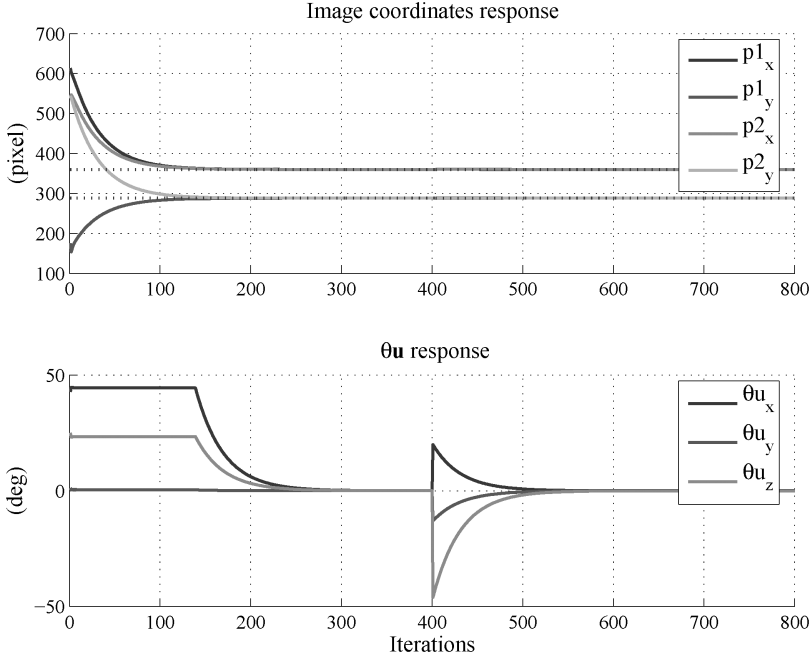 Image coordinates response
700
600
500
400
300
200
100
(pixel)
0 100 200 300 400 500 600 700 800
p1x
p1y
p2x
p2y
θu response
50
0
−50
(deg)
0 100 200 300 400 500 600 700 800
Iterations
θux
θuy
θuz